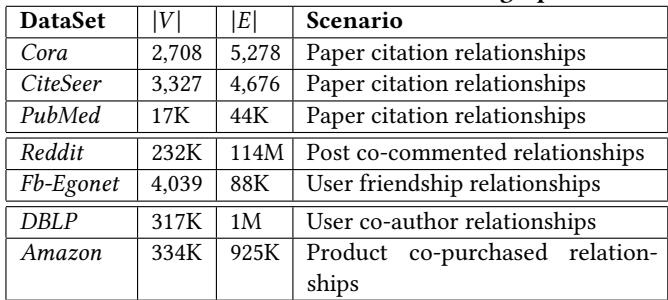 DataSet |V| |E| Scenario
Cora 2,708 5,278 Paper citation relationships
CiteSeer 3,327 4,676 Paper citation relationships
PubMed 17K 44K Paper citation relationships
Reddit 232K 114M Post co-commented relationships
Fb-Egonet 4,039 88K User friendship relationships
DBLP 317K 1M User co-author relationships
Amazon 334K 925K Product co-purchased relation-
ships